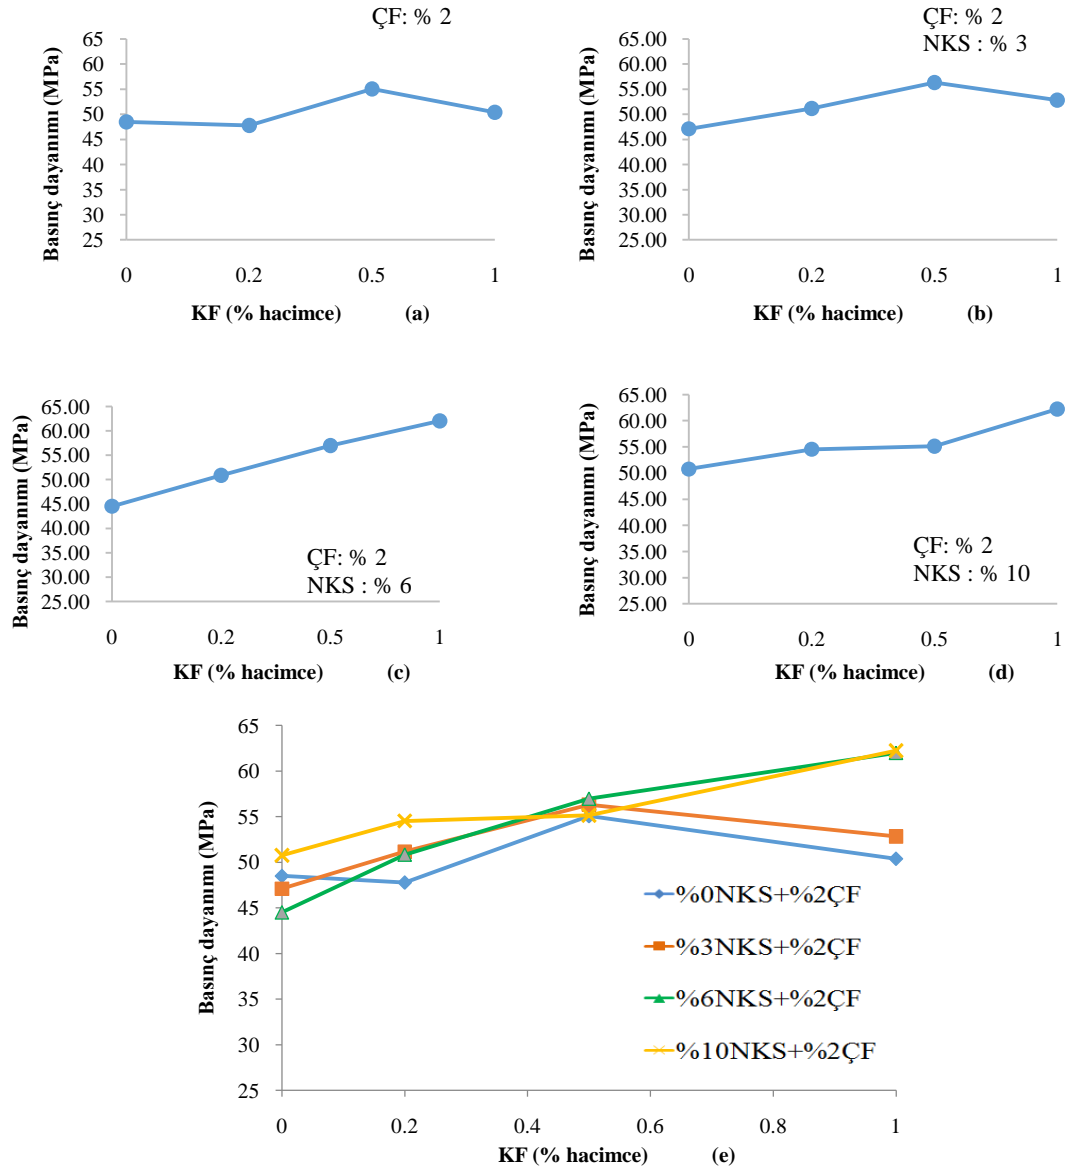 ÇF: % 2
Basınç dayanımı (MPa)
65
60
55
50
45
40
35
30
25
0 0.2 0.5 1
KF (% hacimce) (a)
ÇF: % 2
NKS : % 3
Basınç dayanımı (MPa)
65.00
60.00
55.00
50.00
45.00
40.00
35.00
30.00
25.00
0 0.2 0.5 1
KF (% hacimce) (b)
Basınç dayanımı (MPa)
65.00
60.00
55.00
50.00
45.00
40.00
35.00
30.00
25.00
ÇF: % 2
NKS : % 6
0 0.2 0.5 1
KF (% hacimce) (c)
Basınç dayanımı (MPa)
65.00
60.00
55.00
50.00
45.00
40.00
35.00
30.00
25.00
ÇF: % 2
NKS : % 10
0 0.2 0.5 1
KF (% hacimce) (d)
Basınç dayanımı (MPa)
65
60
55
50
45
40
35
30
25
%0NKS+%2ÇF
%3NKS+%2ÇF
%6NKS+%2ÇF
%10NKS+%2ÇF
0 0.2 0.4 0.6 0.8 1
KF (% hacimce) (e)